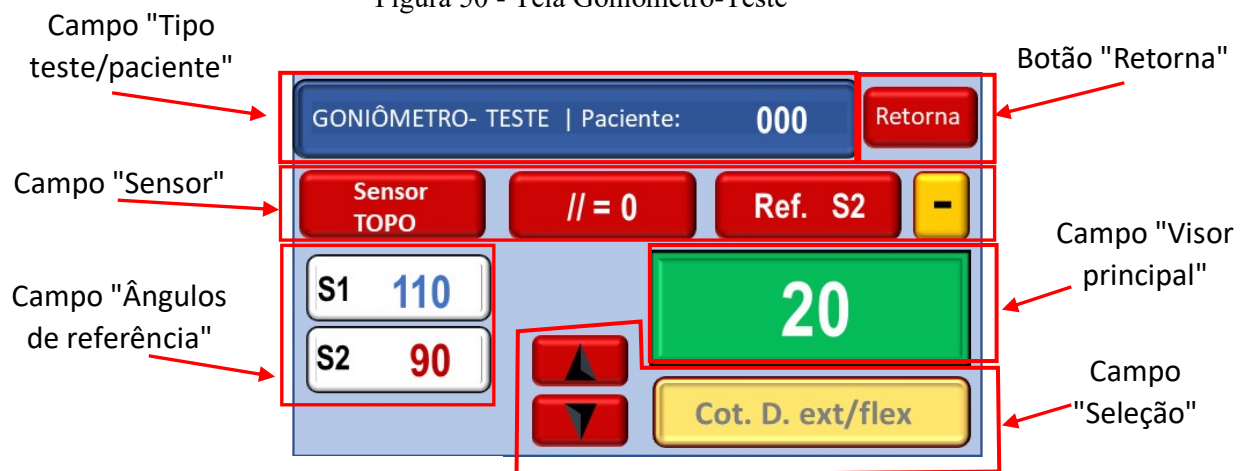 Figura 50 - Tela Goniômetro-Teste
Campo "Tipo
teste/paciente"
Botão "Retorna"
GONIÔMETRO- TESTE | Paciente: 000
Retorna
Campo "Sensor"
Sensor
TOPO
// = 0
Ref. S2
-
Campo "Ângulos
de referência"
S1 110
S2 90
20
Campo "Visor
principal"
Cot. D. ext/flex
Campo
"Seleção"